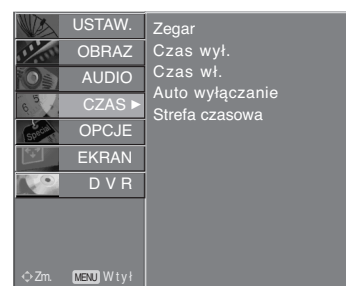 USTAW.
OBRAZ
AUDIO
CZAS ►
OPCJE
EKRAN
D V R
Zegar
Czas wył.
Czas wł.
Auto wyłączanie
Strefa czasowa
Zm. MENU Wtył